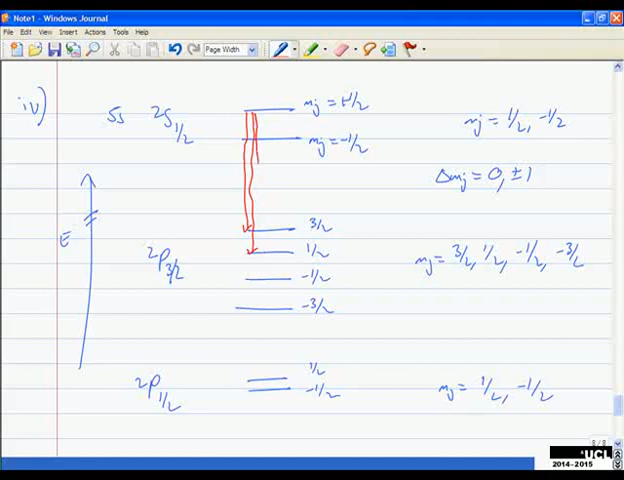 Note1 - Windows Journal
File Edit View Insert Actions Tools Help
Page Width
iv) 5s ²S₁/₂ mj = +1/2 mj = 1/2, -1/2
mj = -1/2
Δmj = 0, ±1
E
3/2
²P₃/₂ 1/2 mj = 3/2, 1/2, -1/2, -3/2
-1/2
-3/2
1/2
²P₁/₂ -1/2 mj = 1/2, -1/2
8/8
UCL
2014-2015